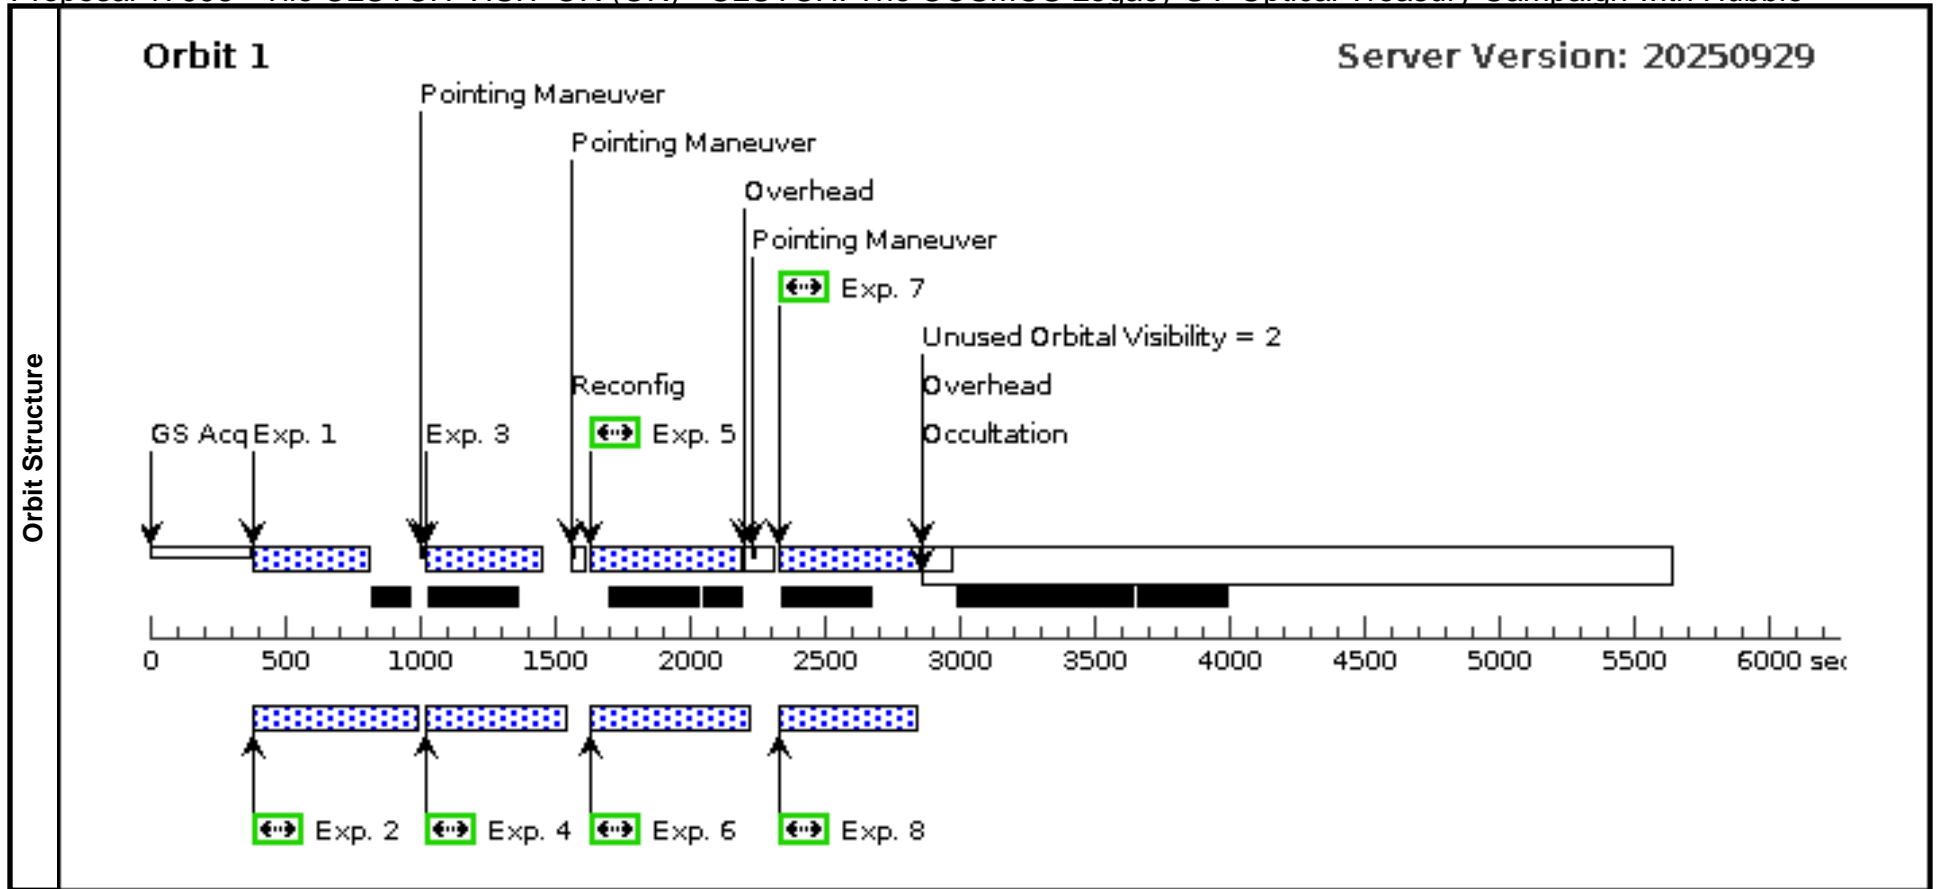 Orbit 1
Server Version: 20250929
Pointing Maneuver
Pointing Maneuver
Overhead
Pointing Maneuver
Exp. 7
Unused Orbital Visibility = 2
Reconfig
Overhead
GS Acq
Exp. 1
Exp. 3
Exp. 5
Occultation
Orbit Structure
0 500 1000 1500 2000 2500 3000 3500 4000 4500 5000 5500 6000
Exp. 2
Exp. 4
Exp. 6
Exp. 8